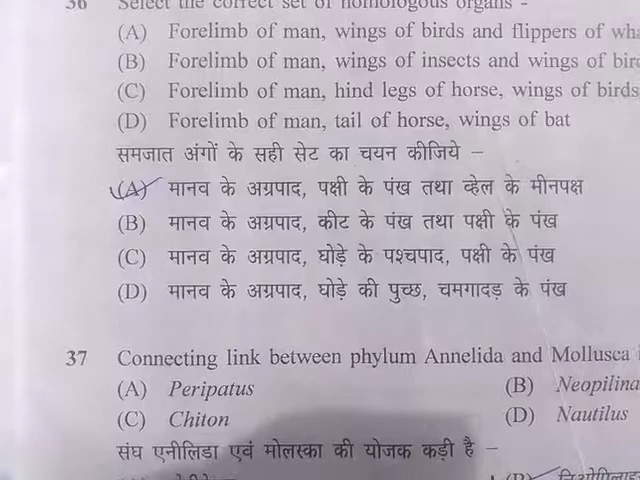 36 Select the correct set of homologous organs -
(A) Forelimb of man, wings of birds and flippers of
(B) Forelimb of man, wings of insects and wings of
(C) Forelimb of man, hind legs of horse, wings of birds
(D) Forelimb of man, tail of horse, wings of bat
समजात अंगों के सही सेट का चयन कीजिये –
(A) मानव के अग्रपाद, पक्षी के पंख तथा व्हेल के मीनपक्ष
(B) मानव के अग्रपाद, कीट के पंख तथा पक्षी के पंख
(C) मानव के अग्रपाद, घोड़े के पश्चपाद, पक्षी के पंख
(D) मानव के अग्रपाद, घोड़े की पुच्छ, चमगादड़ के पंख
37 Connecting link between phylum Annelida and Mollusca
(A) Peripatus (B) Neopilina
(C) Chiton (D) Nautilus
संघ एनीलिडा एवं मोलस्का की योजक कड़ी है –
(B)